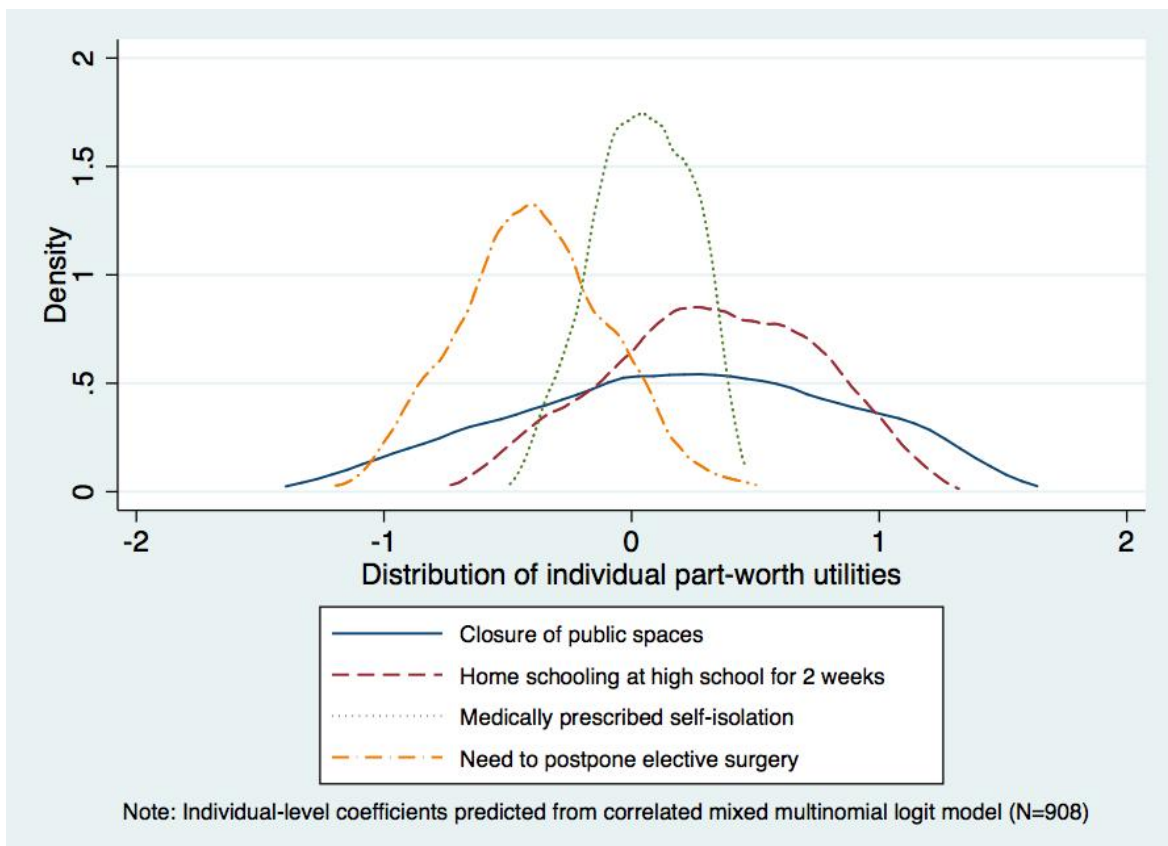 2
1.5
1
.5
0
Density
-2
-1
0
1
2
Distribution of individual part-worth utilities
Closure of public spaces
Home schooling at high school for 2 weeks
Medically prescribed self-isolation
Need to postpone elective surgery
Note: Individual-level coefficients predicted from correlated mixed multinomial logit model (N=908)